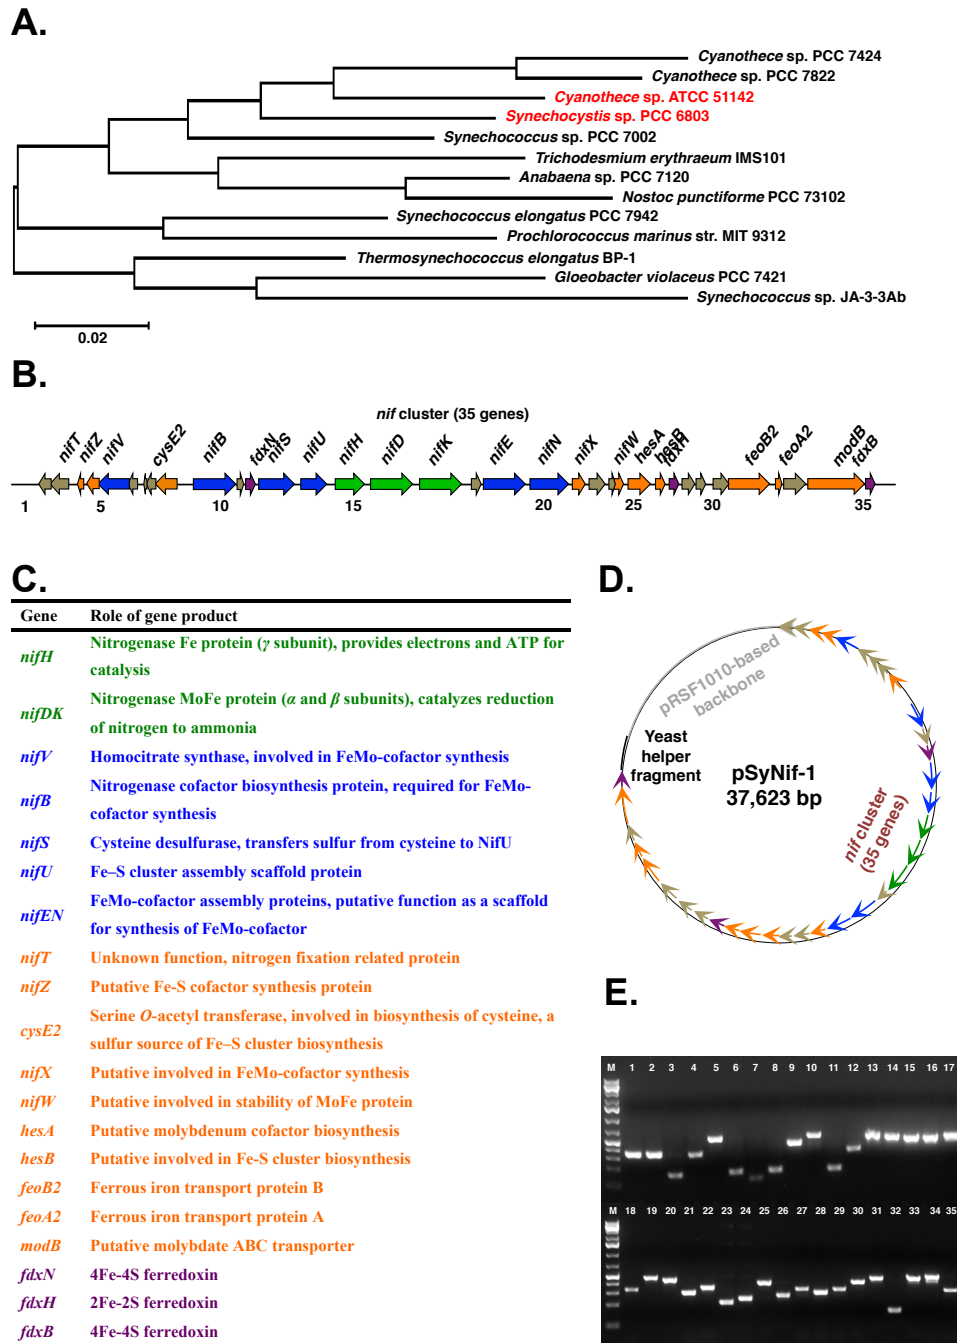 A.
Cyanothece sp. PCC 7424
Cyanothece sp. PCC 7822
Cyanothece sp. ATCC 51142
Synechocystis sp. PCC 6803
Synechococcus sp. PCC 7002
Trichodesmium erythraeum IMS101
Anabaena sp. PCC 7120
Nostoc punctiforme PCC 73102
Synechococcus elongatus PCC 7942
Prochlorococcus marinus str. MIT 9312
Thermosynechococcus elongatus BP-1
Gloeobacter violaceus PCC 7421
Synechococcus sp. JA-3-3Ab
0.02
B.
nif cluster (35 genes)
nifT nifZ nifV cysE2 nifB fdxN nifS nifU nifH nifD nifK nifE nifN nifX nifW hesA hesB fdxH feoB2 feoA2 modB fdxB
1 5 10 15 20 25 30 35
C.
Gene Role of gene product
nifH Nitrogenase Fe protein (γ subunit), provides electrons and ATP for
catalysis
nifDK Nitrogenase MoFe protein (α and β subunits), catalyzes reduction
of nitrogen to ammonia
nifV Homocitrate synthase, involved in FeMo-cofactor synthesis
nifB Nitrogenase cofactor biosynthesis protein, required for FeMo-
cofactor synthesis
nifS Cysteine desulfurase, transfers sulfur from cysteine to NifU
nifU Fe–S cluster assembly scaffold protein
nifEN FeMo-cofactor assembly proteins, putative function as a scaffold
for synthesis of FeMo-cofactor
nifT Unknown function, nitrogen fixation related protein
nifZ Putative Fe-S cofactor synthesis protein
cysE2 Serine O-acetyl transferase, involved in biosynthesis of cysteine, a
sulfur source of Fe–S cluster biosynthesis
nifX Putative involved in FeMo-cofactor synthesis
nifW Putative involved in stability of MoFe protein
hesA Putative molybdenum cofactor biosynthesis
hesB Putative involved in Fe-S cluster biosynthesis
feoB2 Ferrous iron transport protein B
feoA2 Ferrous iron transport protein A
modB Putative molybdate ABC transporter
fdxN 4Fe-4S ferredoxin
fdxH 2Fe-2S ferredoxin
fdxB 4Fe-4S ferredoxin
D.
pRSF1010-based
backbone
Yeast
helper
fragment
pSyNif-1
37,623 bp
nif cluster
(35 genes)
E.
M 1 2 3 4 5 6 7 8 9 10 11 12 13 14 15 16 17
M 18 19 20 21 22 23 24 25 26 27 28 29 30 31 32 33 34 35